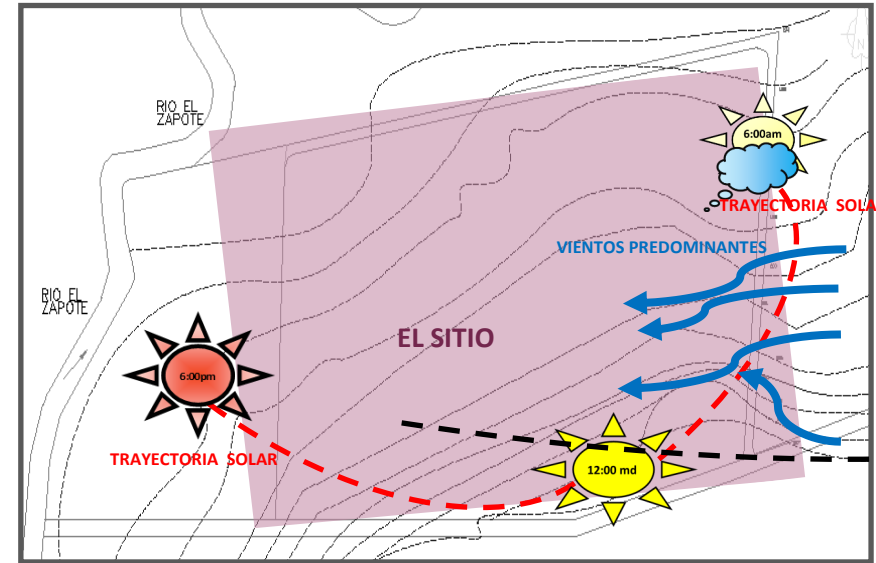 N
RIO EL
ZAPOTE
6:00am
TRAYECTORIA SOLA
VIENTOS PREDOMINANTES
RIO EL
ZAPOTE
EL SITIO
6:00pm
TRAYECTORIA SOLAR
12:00 md